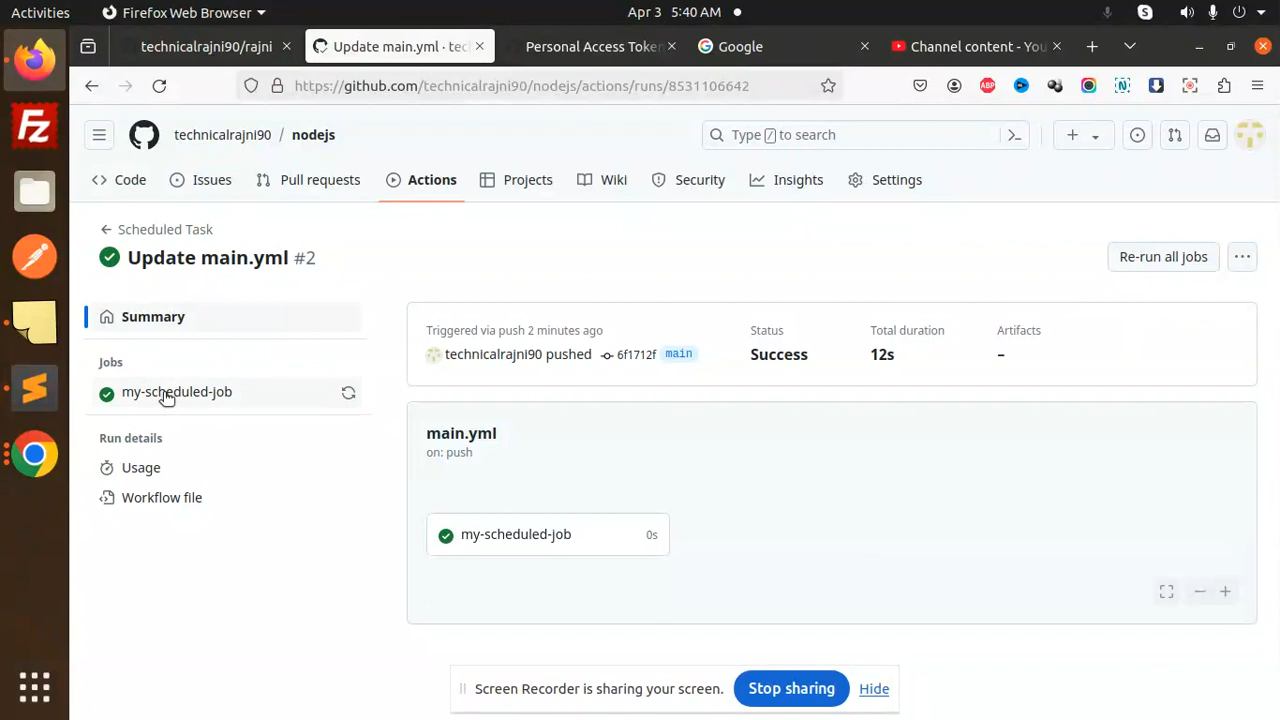 Activities
Firefox Web Browser
Apr 3 5:40 AM
technicalrajni90/rajni
Update main.yml · tec
Personal Access Token
Google
Channel content - You
https://github.com/technicalrajni90/nodejs/actions/runs/8531106642
technicalrajni90 / nodejs
Type / to search
Code
Issues
Pull requests
Actions
Projects
Wiki
Security
Insights
Settings
Scheduled Task
Update main.yml #2
Re-run all jobs
Summary
Jobs
my-scheduled-job
Run details
Usage
Workflow file
Triggered via push 2 minutes ago
technicalrajni90 pushed 6f1712f main
Status
Success
Total duration
12s
Artifacts
–
main.yml
on: push
my-scheduled-job 0s
Screen Recorder is sharing your screen.
Stop sharing
Hide
Fz
ABP
N
S